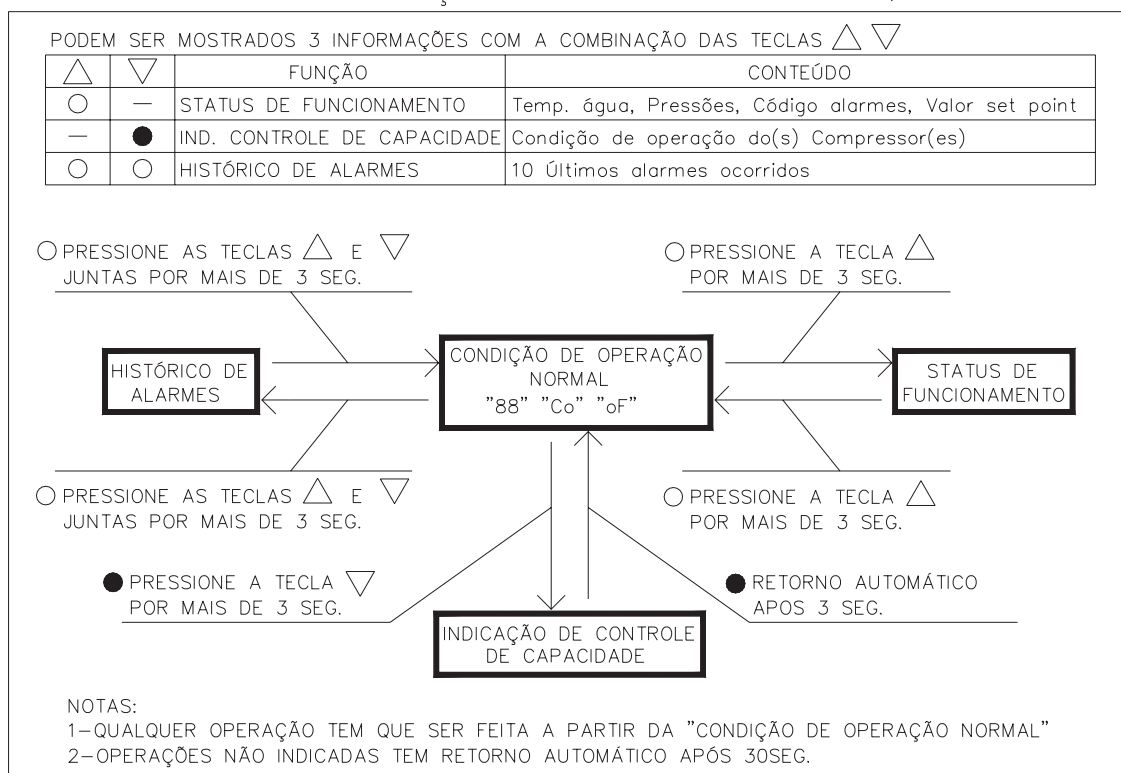 PODEM SER MOSTRADOS 3 INFORMAÇÕES COM A COMBINAÇÃO DAS TECLAS △ ▽
△ ▽ FUNÇÃO CONTEÚDO
○ — STATUS DE FUNCIONAMENTO Temp. água, Pressões, Código alarmes, Valor set point
— ● IND. CONTROLE DE CAPACIDADE Condição de operação do(s) Compressor(es)
○ ○ HISTÓRICO DE ALARMES 10 Últimos alarmes ocorridos
○ PRESSIONE AS TECLAS △ E ▽
JUNTAS POR MAIS DE 3 SEG.
○ PRESSIONE A TECLA △
POR MAIS DE 3 SEG.
HISTÓRICO DE
ALARMES
CONDIÇÃO DE OPERAÇÃO
NORMAL
"88" "Co" "oF"
STATUS DE
FUNCIONAMENTO
○ PRESSIONE AS TECLAS △ E ▽
JUNTAS POR MAIS DE 3 SEG.
○ PRESSIONE A TECLA △
POR MAIS DE 3 SEG.
● PRESSIONE A TECLA ▽
POR MAIS DE 3 SEG.
● RETORNO AUTOMÁTICO
APOS 3 SEG.
INDICAÇÃO DE CONTROLE
DE CAPACIDADE
NOTAS:
1-QUALQUER OPERAÇÃO TEM QUE SER FEITA A PARTIR DA "CONDIÇÃO DE OPERAÇÃO NORMAL"
2-OPERAÇÕES NÃO INDICADAS TEM RETORNO AUTOMÁTICO APÓS 30SEG.